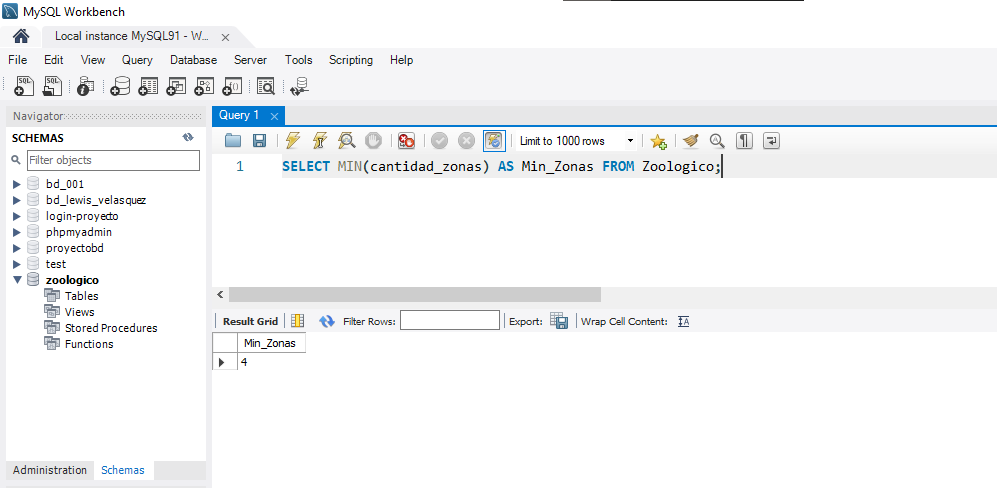 MySQL Workbench
Local instance MySQL91 - W... ×
File Edit View Query Database Server Tools Scripting Help
Navigator
SCHEMAS
Filter objects
bd_001
bd_lewis_velasquez
login-proyecto
phpmyadmin
proyectobd
test
zoologico
Tables
Views
Stored Procedures
Functions
Administration Schemas
Query 1 ×
Limit to 1000 rows
1 SELECT MIN(cantidad_zonas) AS Min_Zonas FROM Zoologico;
Result Grid Filter Rows: Export: Wrap Cell Content:
Min_Zonas
4